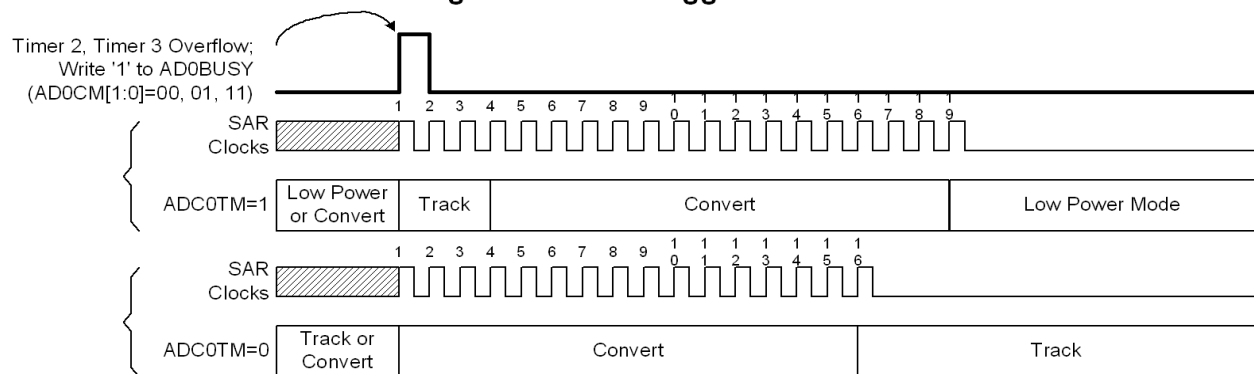 Timer 2, Timer 3 Overflow;
Write '1' to AD0BUSY
(AD0CM[1:0]=00, 01, 11)
1 2 3 4 5 6 7 8 9 10 11 12 13 14 15 16 17 18 19
SAR
Clocks
ADC0TM=1
Low Power
or Convert
Track
Convert
Low Power Mode
1 2 3 4 5 6 7 8 9 10 11 12 13 14 15 16
SAR
Clocks
ADC0TM=0
Track or
Convert
Convert
Track